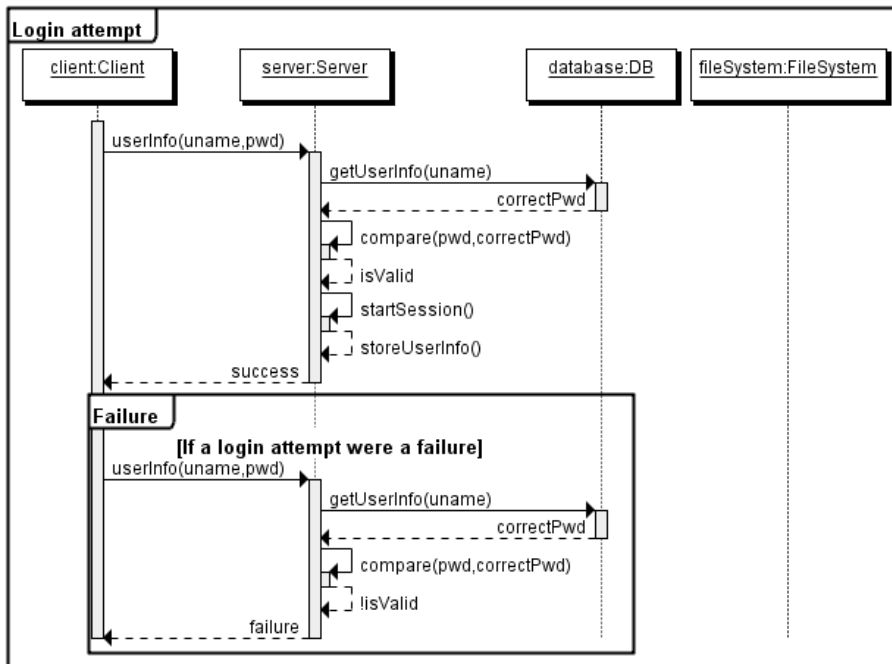 Login attempt
client:Client
server:Server
database:DB
fileSystem:FileSystem
userInfo(uname,pwd)
getUserInfo(uname)
correctPwd
compare(pwd,correctPwd)
isValid
startSession()
storeUserInfo()
success
Failure
[If a login attempt were a failure]
userInfo(uname,pwd)
getUserInfo(uname)
correctPwd
compare(pwd,correctPwd)
!isValid
failure